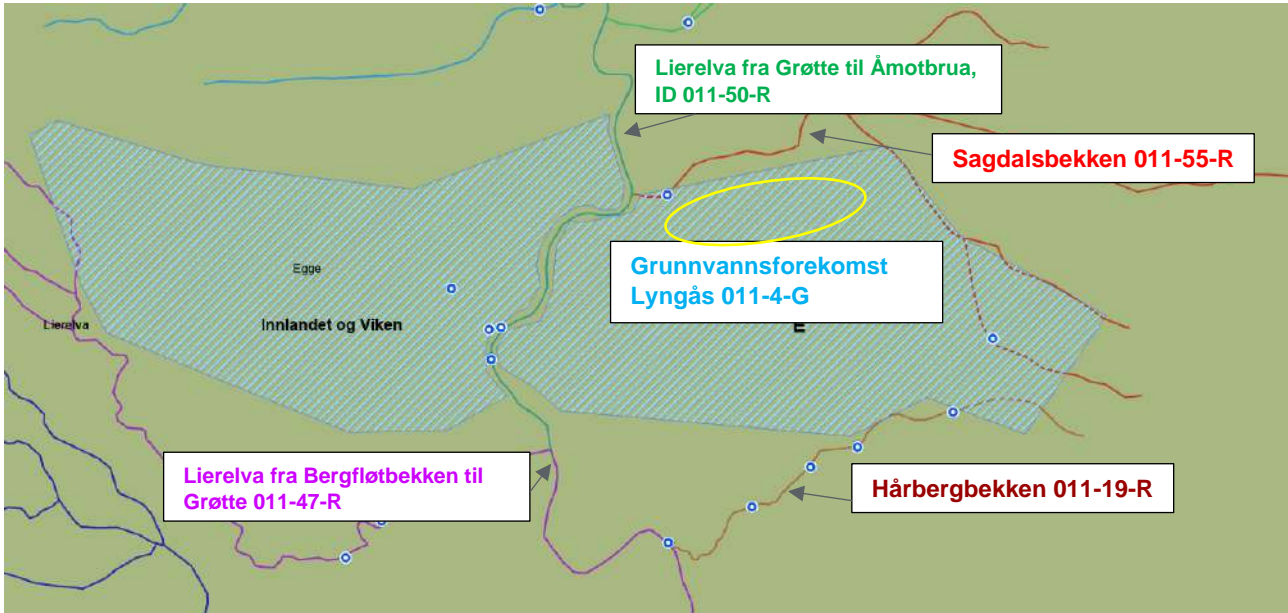 Lierelva fra Grøtte til Åmotbrua,
ID 011-50-R
Sagdalsbekken 011-55-R
Grunnvannsforekomst
Lyngås 011-4-G
Egge
Lierelva
Innlandet og Viken
Lierelva fra Bergfløtbekken til
Grøtte 011-47-R
Hårbergbekken 011-19-R